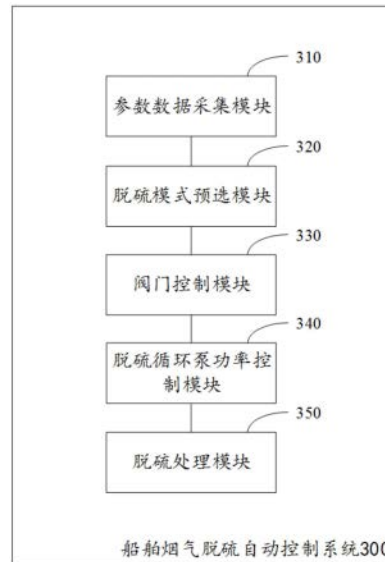 310
参数数据采集模块
320
脱硫模式预选模块
330
阀门控制模块
340
脱硫循环泵功率控
制模块
350
脱硫处理模块
船舶烟气脱硫自动控制系统300